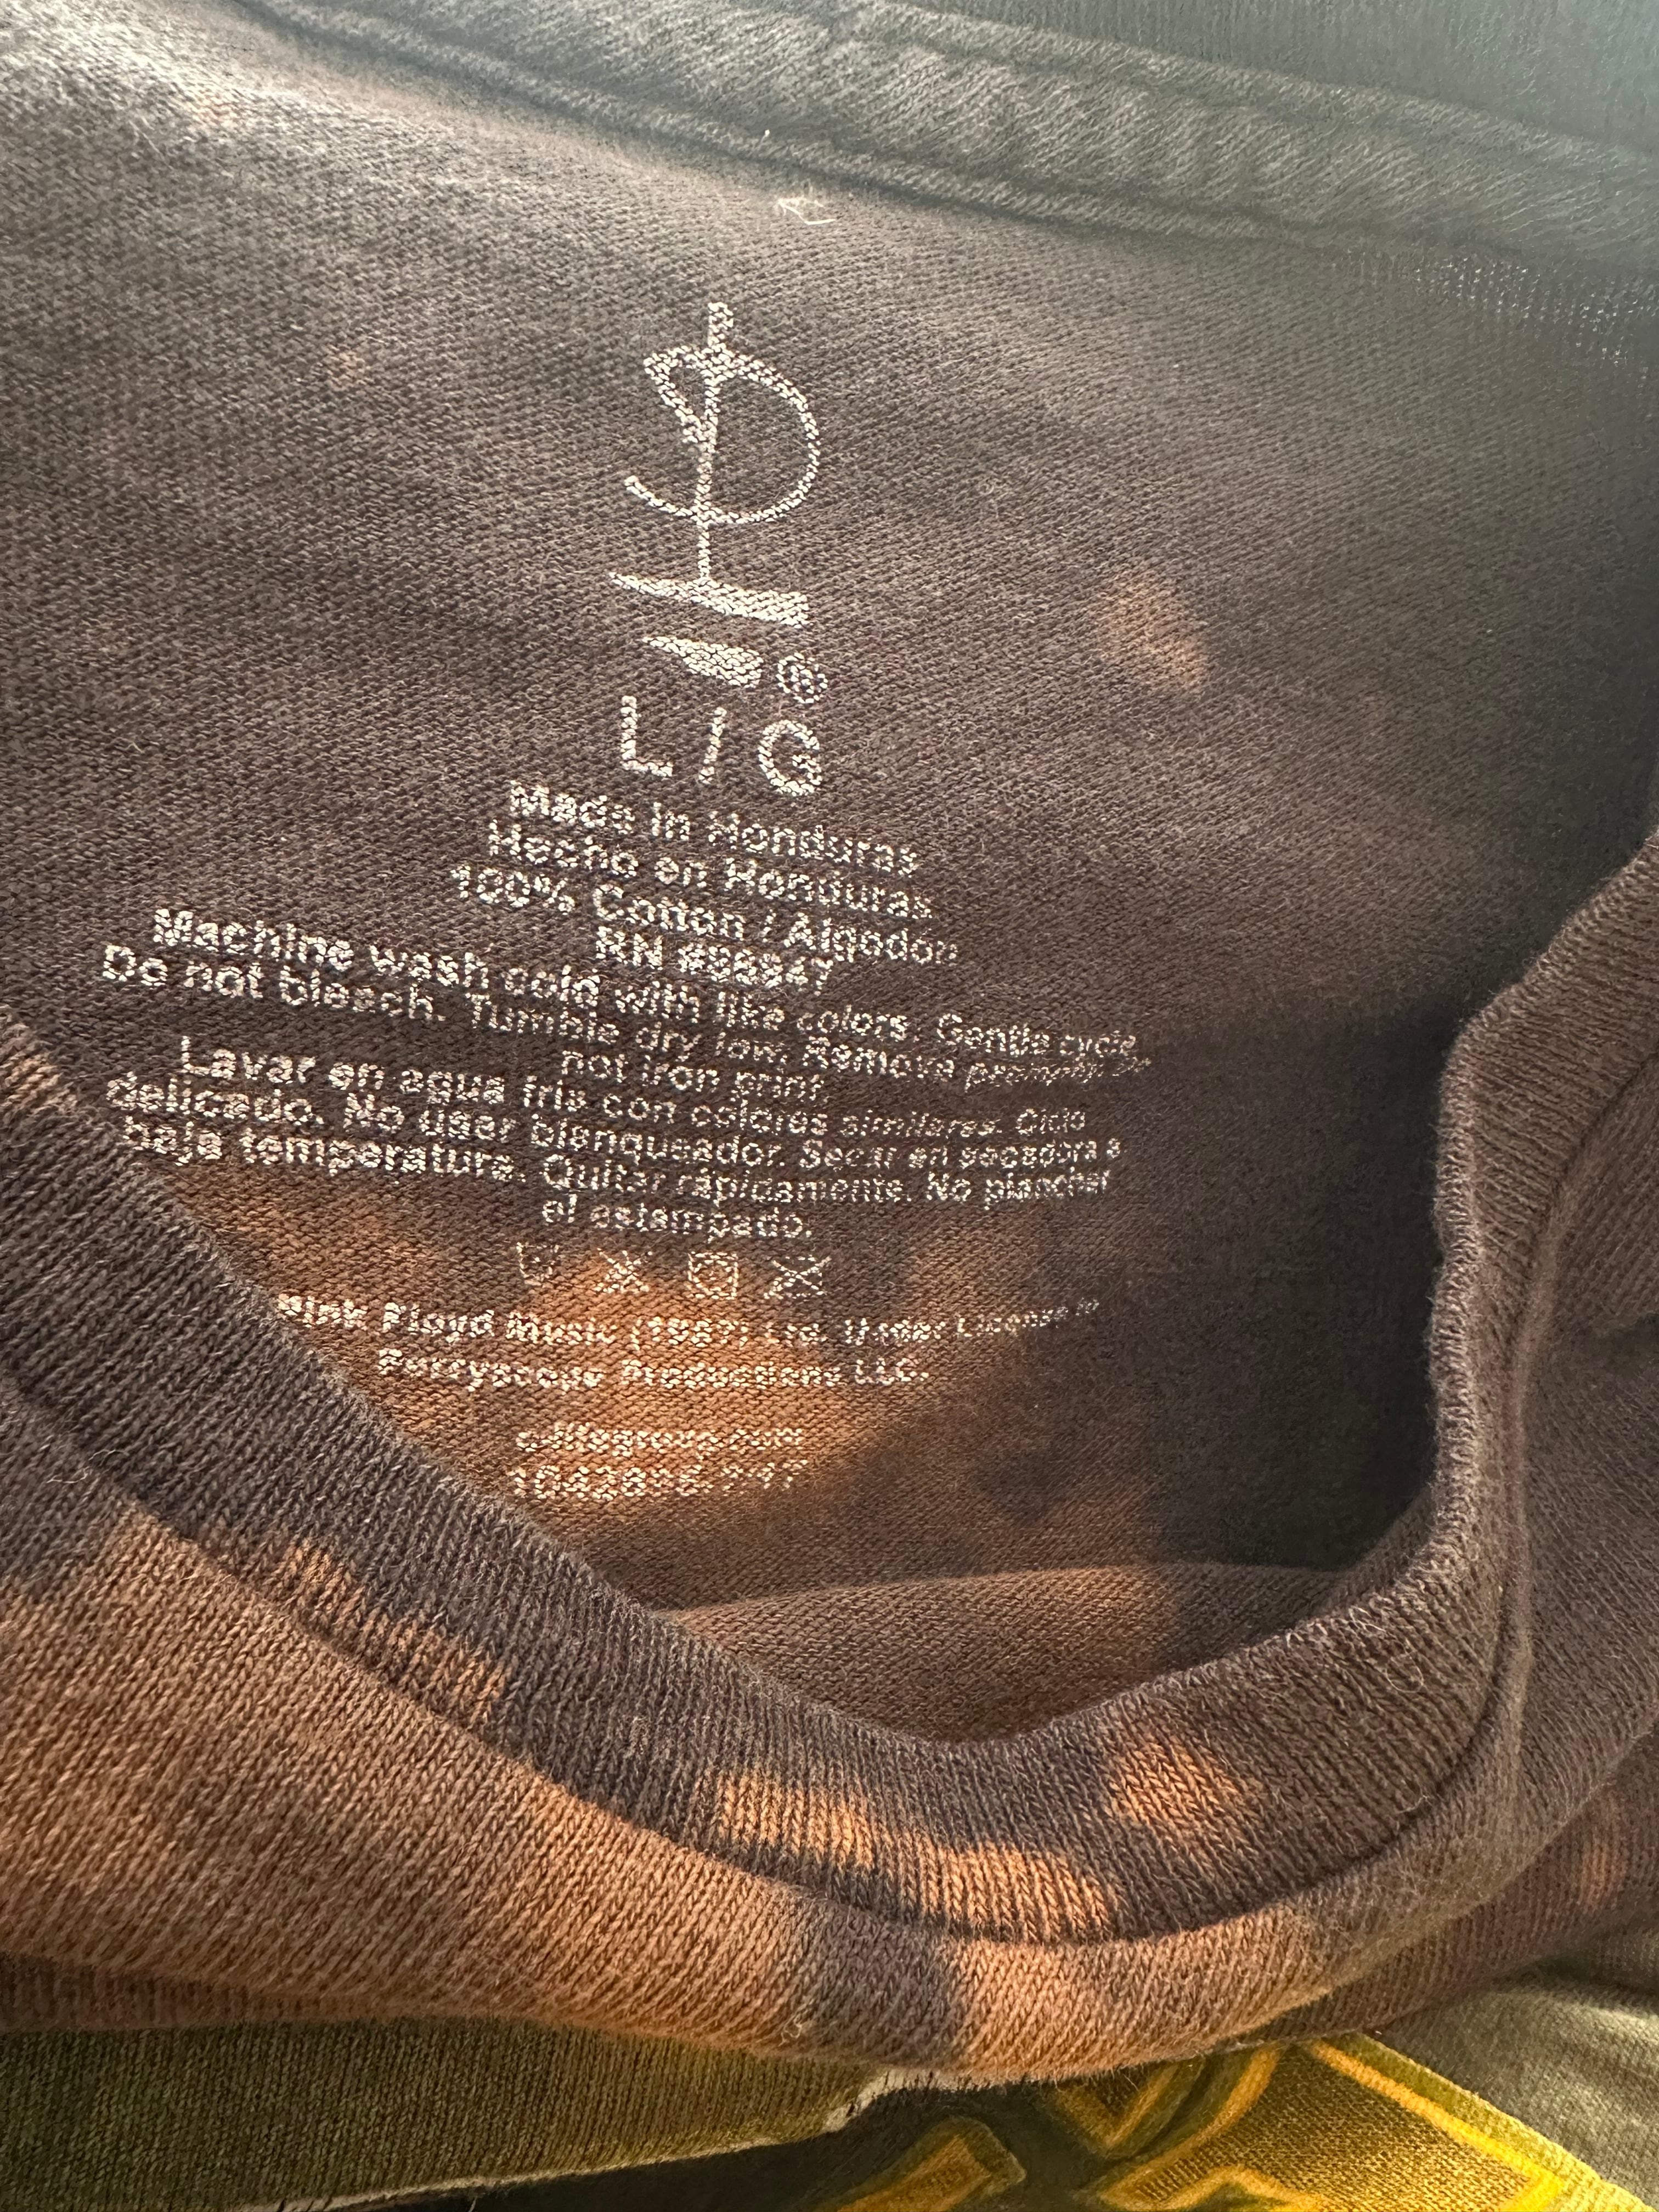 ®
L / G
Made in Honduras
Hecho en Honduras
100% Cotton / Algodón
RN
Machine wash cold with like colors. Gentle cycle.
Do not bleach. Tumble dry low. Remove promptly.
not iron print
Lavar en agua fria con colores similares. Ciclo
delicado. No usar blanqueador. Secar en secadora a
baja temperatura. Quitar rápidamente. No planchar
el estampado.
Pink Floyd Music (1987) Ltd. Under License to
Perryscope Productions LLC.